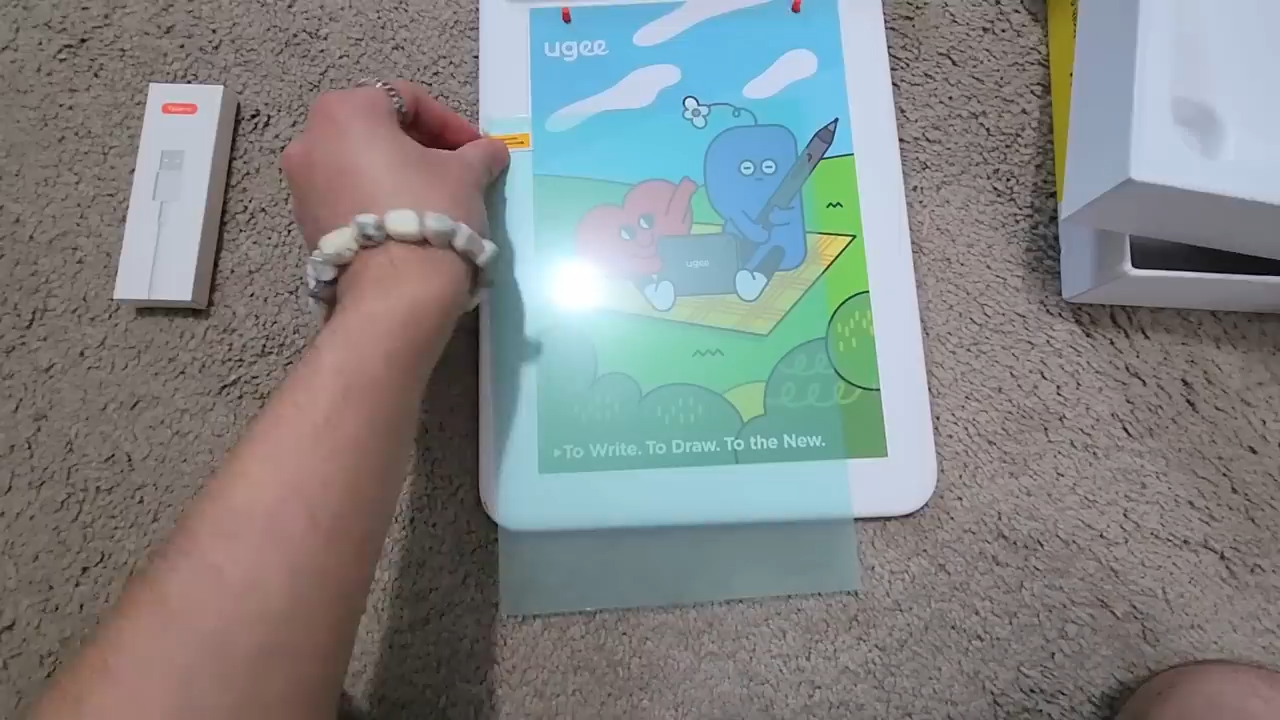 ugee
ugee
▸To Write. To Draw. To the New.